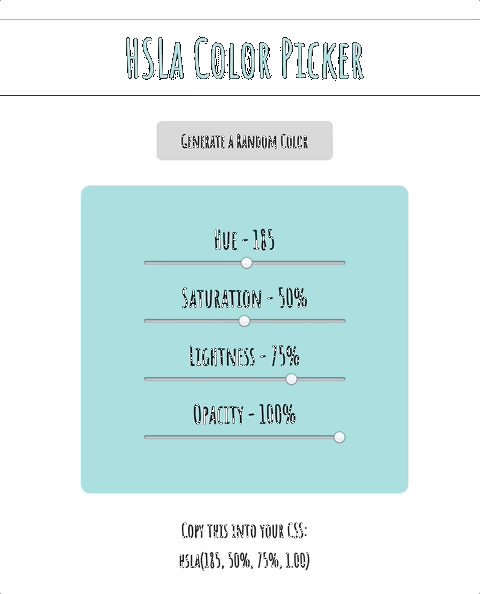 HSLA Color Picker
Generate a Random Color
Hue - 185
Saturation - 50%
Lightness - 75%
Opacity - 100%
Copy this into your CSS:
hsla(185, 50%, 75%, 1.00)